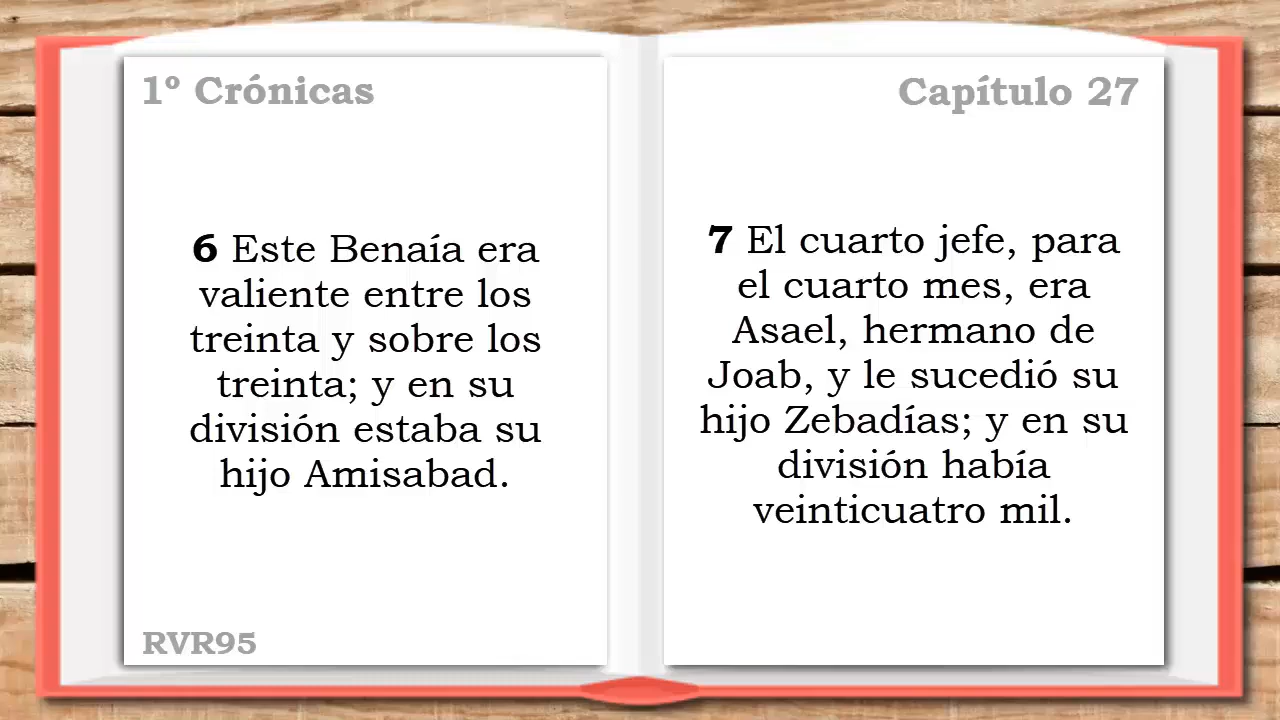 1º Crónicas
6 Este Benaía era
valiente entre los
treinta y sobre los
treinta; y en su
división estaba su
hijo Amisabad.
RVR95
Capítulo 27
7 El cuarto jefe, para
el cuarto mes, era
Asael, hermano de
Joab, y le sucedió su
hijo Zebadías; y en su
división había
veinticuatro mil.